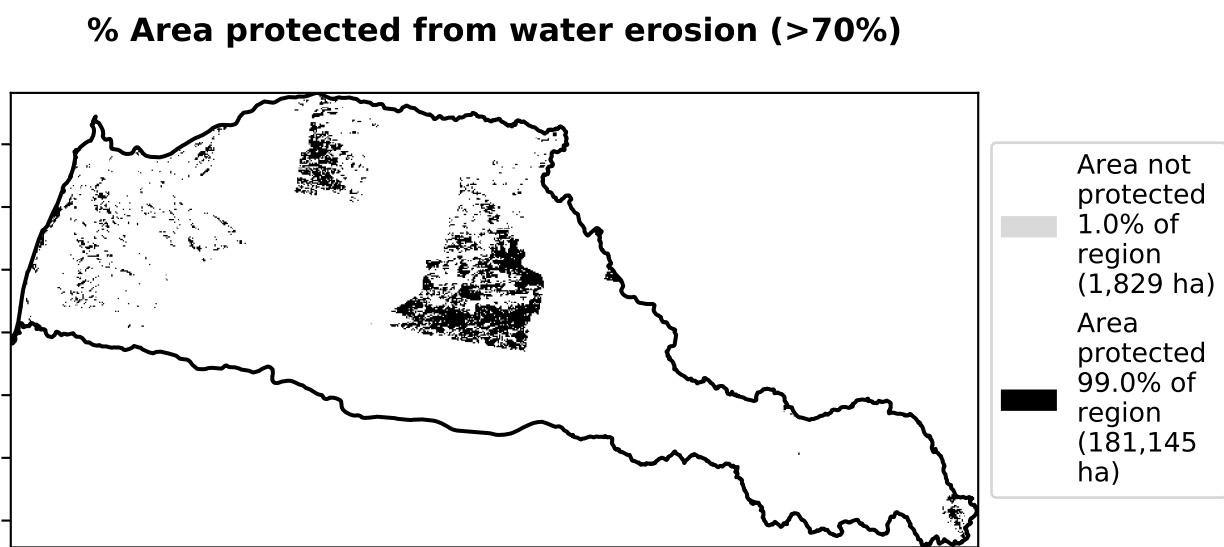 % Area protected from water erosion (>70%)
Area not
protected
1.0% of
region
(1,829 ha)
Area
protected
99.0% of
region
(181,145
ha)